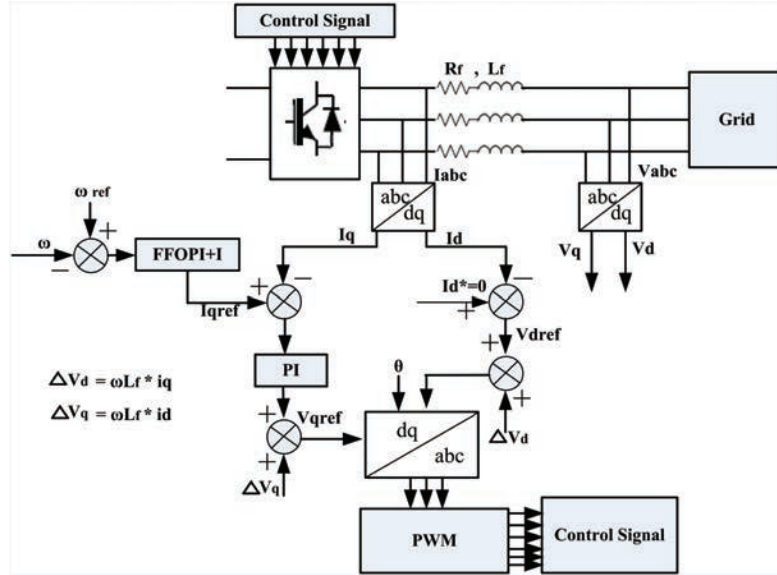 Control Signal
Rf , Lf
Grid
Iabc
Vabc
abc
dq
abc
dq
ω ref
+
ω
−
FFOPI+I
Iq
Id
Vq
Vd
−
+
Iqref
Id*=0
−
+
Vdref
PI
ΔVd = ωLf * iq
ΔVq = ωLf * id
θ
+
+
ΔVd
+
Vqref
+
ΔVq
dq
abc
PWM
Control Signal